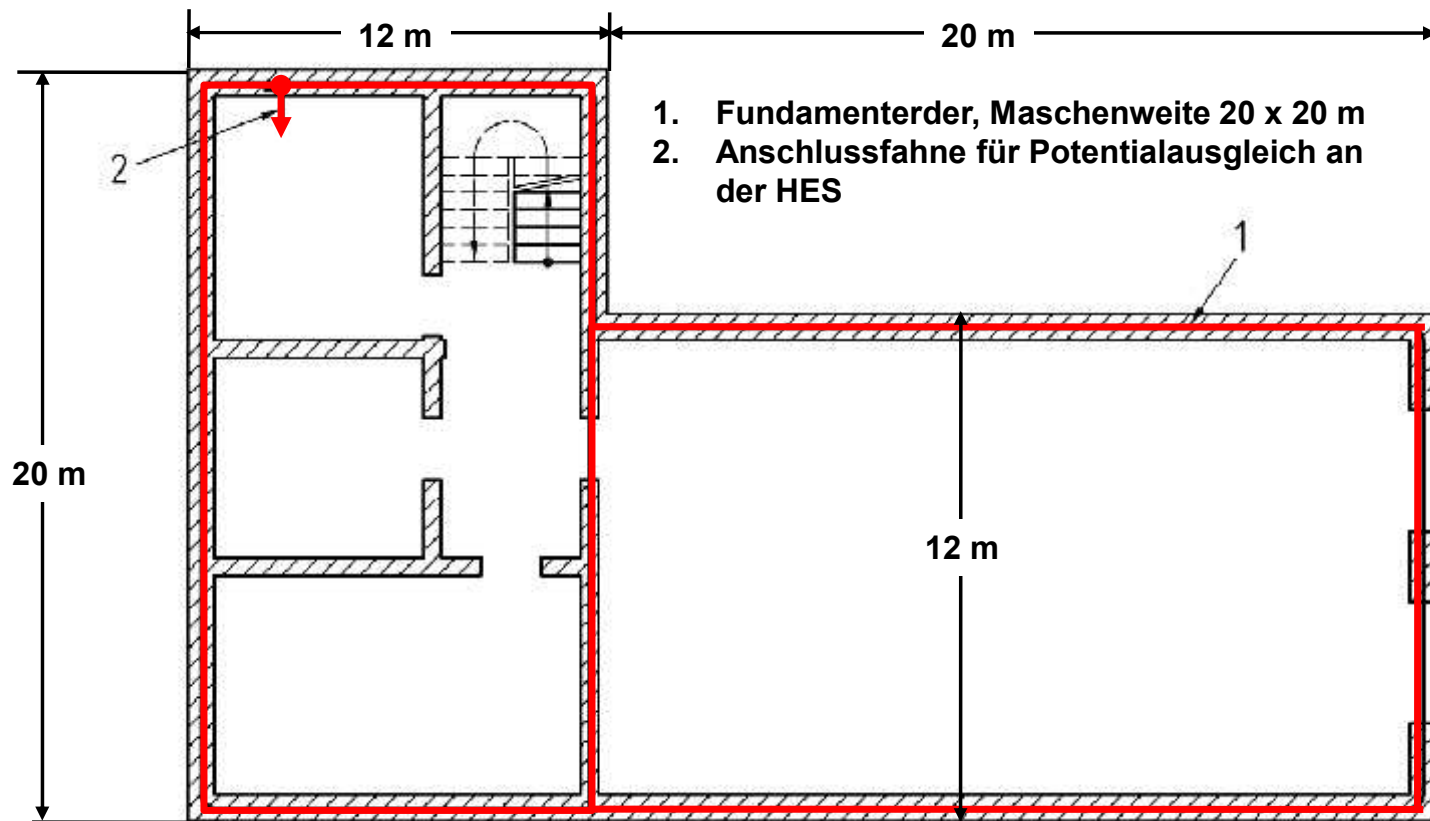 12 m
20 m
1. Fundamenterder, Maschenweite 20 x 20 m
2. Anschlussfahne für Potentialausgleich an
der HES
2
1
20 m
12 m